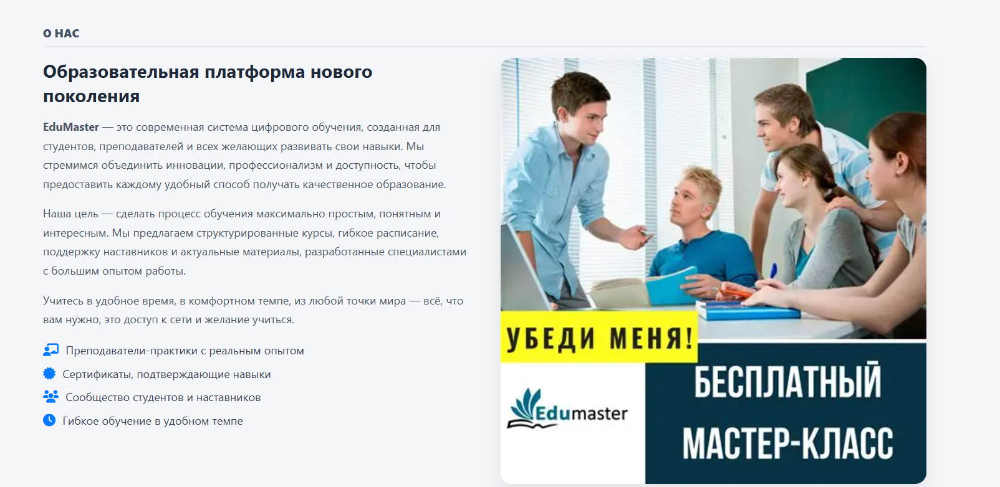 О НАС
Образовательная платформа нового
поколения
EduMaster — это современная система цифрового обучения, созданная для
студентов, преподавателей и всех желающих развивать свои навыки. Мы
стремимся объединить инновации, профессионализм и доступность, чтобы
предоставить каждому удобный способ получать качественное образование.
Наша цель — сделать процесс обучения максимально простым, понятным и
интересным. Мы предлагаем структурированные курсы, гибкое расписание,
поддержку наставников и актуальные материалы, разработанные специалистами
с большим опытом работы.
Учитесь в удобное время, в комфортном темпе, из любой точки мира — всё, что
вам нужно, это доступ к сети и желание учиться.
Преподаватели-практики с реальным опытом
Сертификаты, подтверждающие навыки
Сообщество студентов и наставников
Гибкое обучение в удобном темпе
УБЕДИ МЕНЯ!
Edumaster
БЕСПЛАТНЫЙ
МАСТЕР-КЛАСС